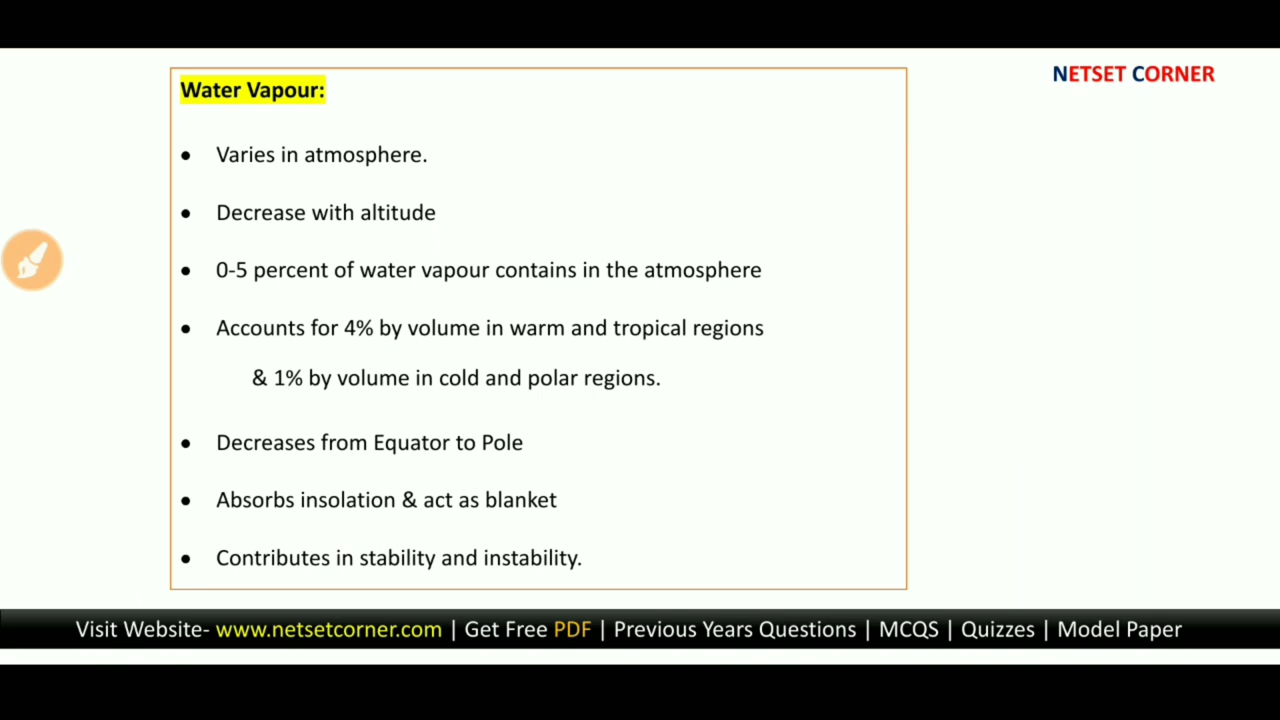 NETSET CORNER
Water Vapour:
● Varies in atmosphere.
● Decrease with altitude
● 0-5 percent of water vapour contains in the atmosphere
● Accounts for 4% by volume in warm and tropical regions
& 1% by volume in cold and polar regions.
● Decreases from Equator to Pole
● Absorbs insolation & act as blanket
● Contributes in stability and instability.
Visit Website- www.netsetcorner.com | Get Free PDF | Previous Years Questions | MCQS | Quizzes | Model Paper